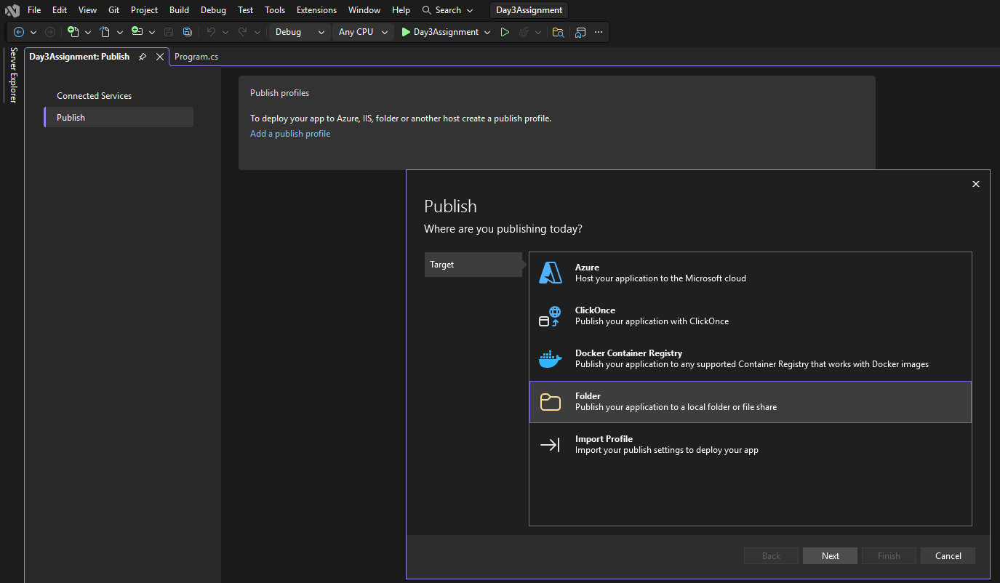 File Edit View Git Project Build Debug Test Tools Extensions Window Help Search Day3Assignment
Debug Any CPU Day3Assignment
Server Explorer
Day3Assignment: Publish Program.cs
Connected Services
Publish
Publish profiles
To deploy your app to Azure, IIS, folder or another host create a publish profile.
Add a publish profile
Publish
Where are you publishing today?
Target
Azure
Host your application to the Microsoft cloud
ClickOnce
Publish your application with ClickOnce
Docker Container Registry
Publish your application to any supported Container Registry that works with Docker images
Folder
Publish your application to a local folder or file share
Import Profile
Import your publish settings to deploy your app
Back Next Finish Cancel